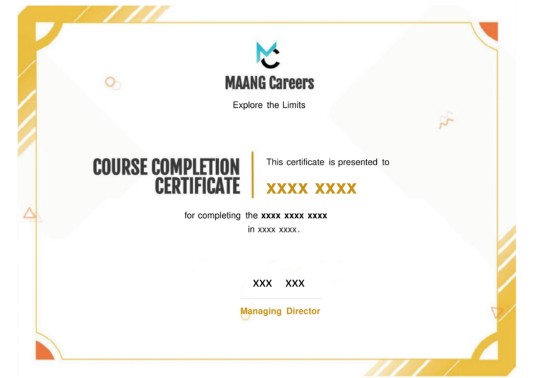 MC
MAANG Careers
Explore the Limits
COURSE COMPLETION
CERTIFICATE
This certificate is presented to
xxxx xxxx
for completing the xxxx xxxx xxxx
in xxxx xxxx.
XXX XXX
Managing Director